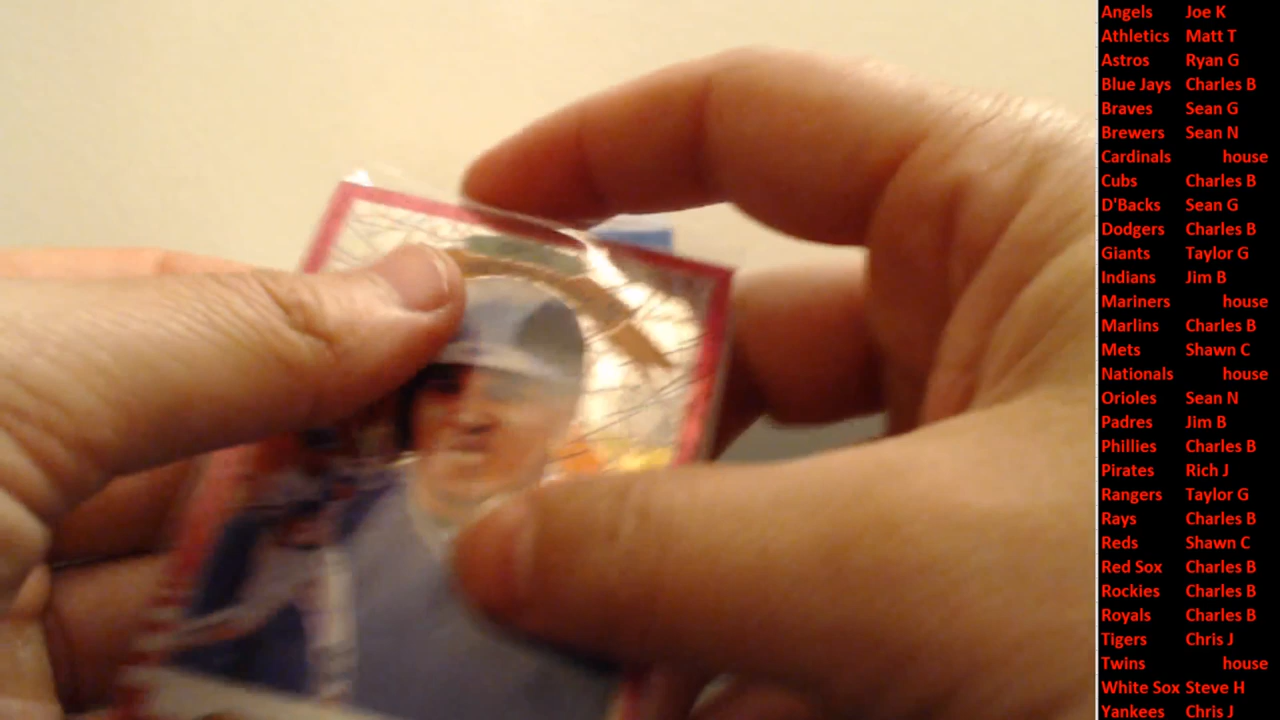 Angels Joe K
Athletics Matt T
Astros Ryan G
Blue Jays Charles B
Braves Sean G
Brewers Sean N
Cardinals house
Cubs Charles B
D'Backs Sean G
Dodgers Charles B
Giants Taylor G
Indians Jim B
Mariners house
Marlins Charles B
Mets Shawn C
Nationals house
Orioles Sean N
Padres Jim B
Phillies Charles B
Pirates Rich J
Rangers Taylor G
Rays Charles B
Reds Shawn C
Red Sox Charles B
Rockies Charles B
Royals Charles B
Tigers Chris J
Twins house
White Sox Steve H
Yankees Chris J